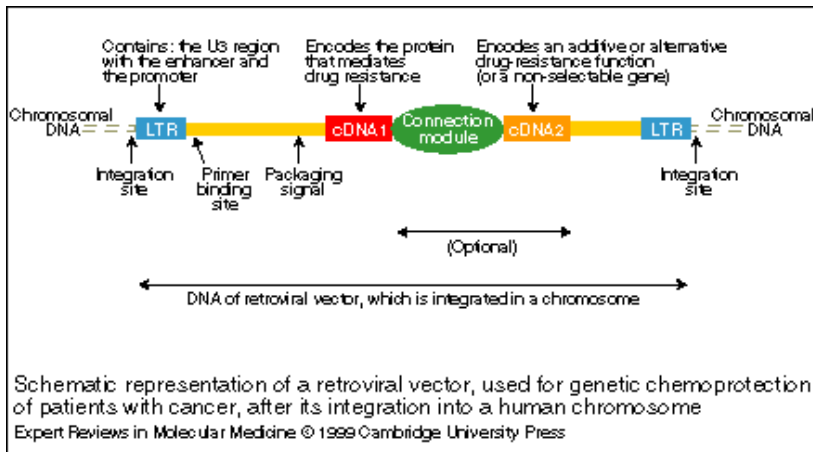 Contains: the U3 region
with the enhancer and
the promoter
Encodes the protein
that mediates
drug resistance
Encodes an additive or alternative
drug-resistance function
(or a non-selectable gene)
Chromosomal
DNA
LTR
cDNA1
Connection
module
cDNA2
LTR
Chromosomal
DNA
Integration
site
Primer
binding
site
Packaging
signal
Integration
site
(Optional)
DNA of retroviral vector, which is integrated in a chromosome
Schematic representation of a retroviral vector, used for genetic chemoprotection
of patients with cancer, after its integration into a human chromosome
Expert Reviews in Molecular Medicine © 1999 Cambridge University Press